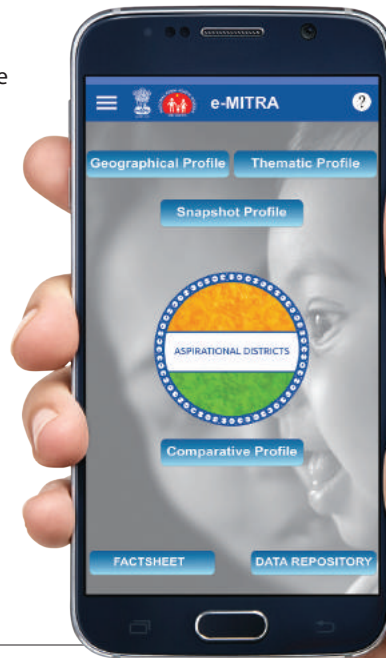 e
e-MITRA
?
Geographical Profile Thematic Profile
Snapshot Profile
ASPIRATIONAL DISTRICTS
Comparative Profile
FACTSHEET DATA REPOSITORY